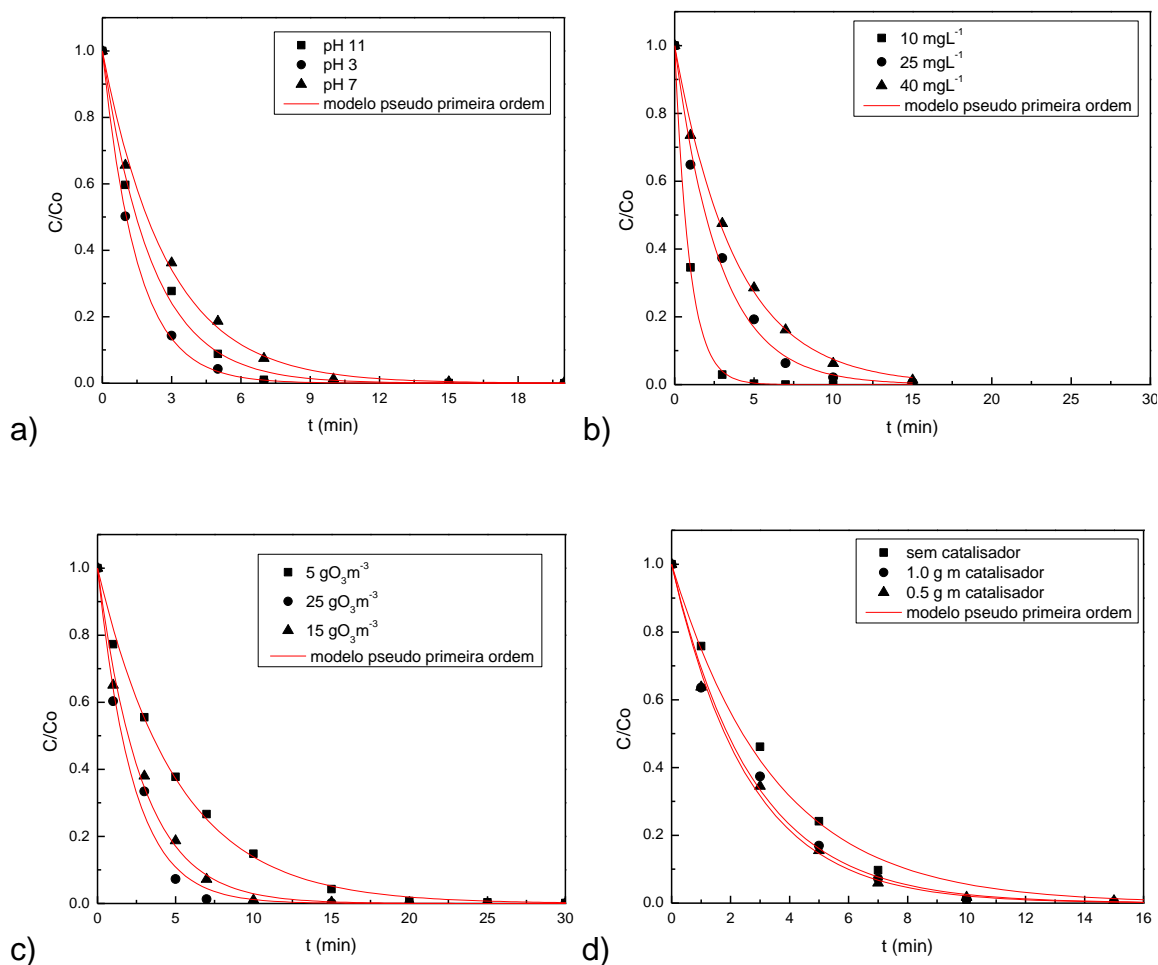 pH 11
pH 3
pH 7
modelo pseudo primeira ordem
1.0
0.8
0.6
0.4
0.2
0.0
C/Co
0 3 6 9 12 15 18
t (min)
a)
10 mgL⁻¹
25 mgL⁻¹
40 mgL⁻¹
modelo pseudo primeira ordem
1.0
0.8
0.6
0.4
0.2
0.0
C/Co
0 5 10 15 20 25 30
t (min)
b)
5 gO₃m⁻³
25 gO₃m⁻³
15 gO₃m⁻³
modelo pseudo primeira ordem
1.0
0.8
0.6
0.4
0.2
0.0
C/Co
0 5 10 15 20 25 30
t (min)
c)
sem catalisador
1.0 g m catalisador
0.5 g m catalisador
modelo pseudo primeira ordem
1.0
0.8
0.6
0.4
0.2
0.0
C/Co
0 2 4 6 8 10 12 14 16
t (min)
d)